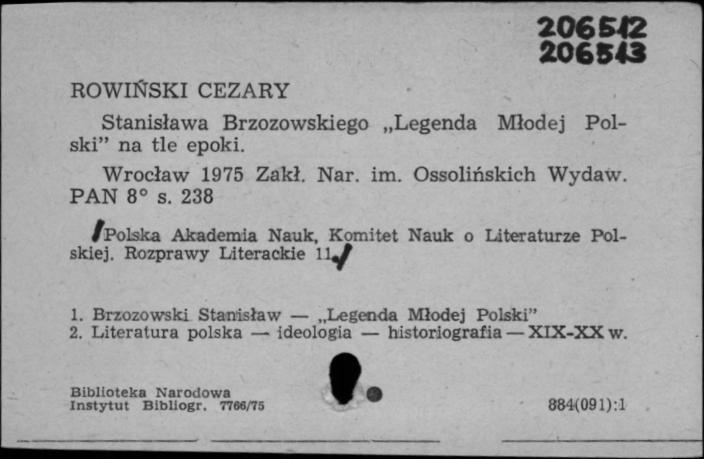 206512
206513
ROWIŃSKI CEZARY
Stanisława Brzozowskiego „Legenda Młodej Pol-
ski” na tle epoki.
Wrocław 1975 Zakł. Nar. im. Ossolińskich Wydaw.
PAN 8° s. 238
/Polska Akademia Nauk, Komitet Nauk o Literaturze Pol-
skiej. Rozprawy Literackie 11./
1. Brzozowski Stanisław — „Legenda Młodej Polski”
2. Literatura polska — ideologia — historiografia — XIX-XX w.
Biblioteka Narodowa
Instytut Bibliogr. 7766/75
884(091):1